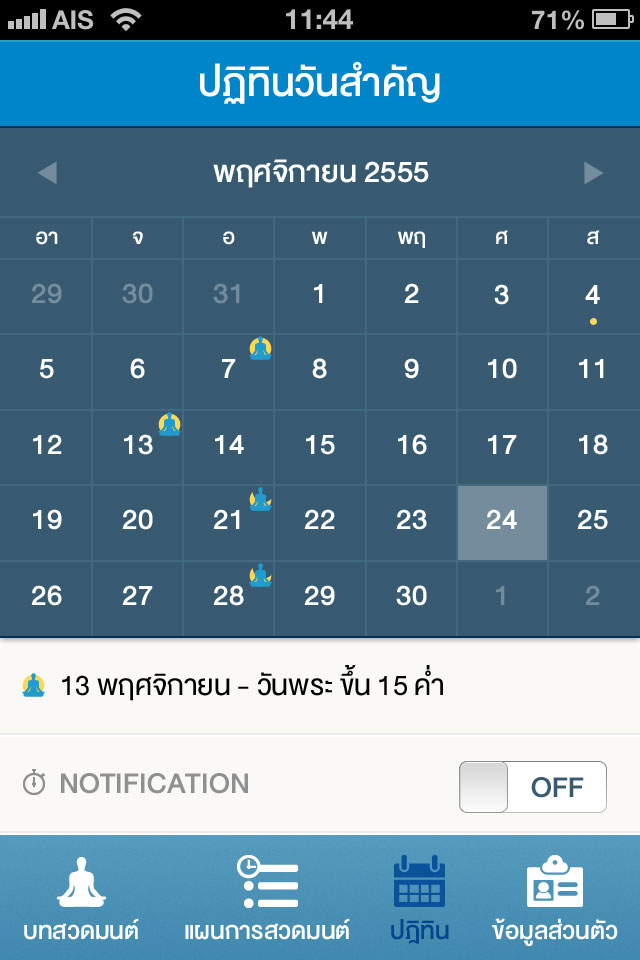 AIS 11:44 71%
ปฏิทินวันสำคัญ
พฤศจิกายน 2555
อา จ อ พ พฤ ศ ส
29 30 31 1 2 3 4
5 6 7 8 9 10 11
12 13 14 15 16 17 18
19 20 21 22 23 24 25
26 27 28 29 30 1 2
13 พฤศจิกายน - วันพระ ขึ้น 15 ค่ำ
NOTIFICATION OFF
บทสวดมนต์ แผนการสวดมนต์ ปฏิทิน ข้อมูลส่วนตัว